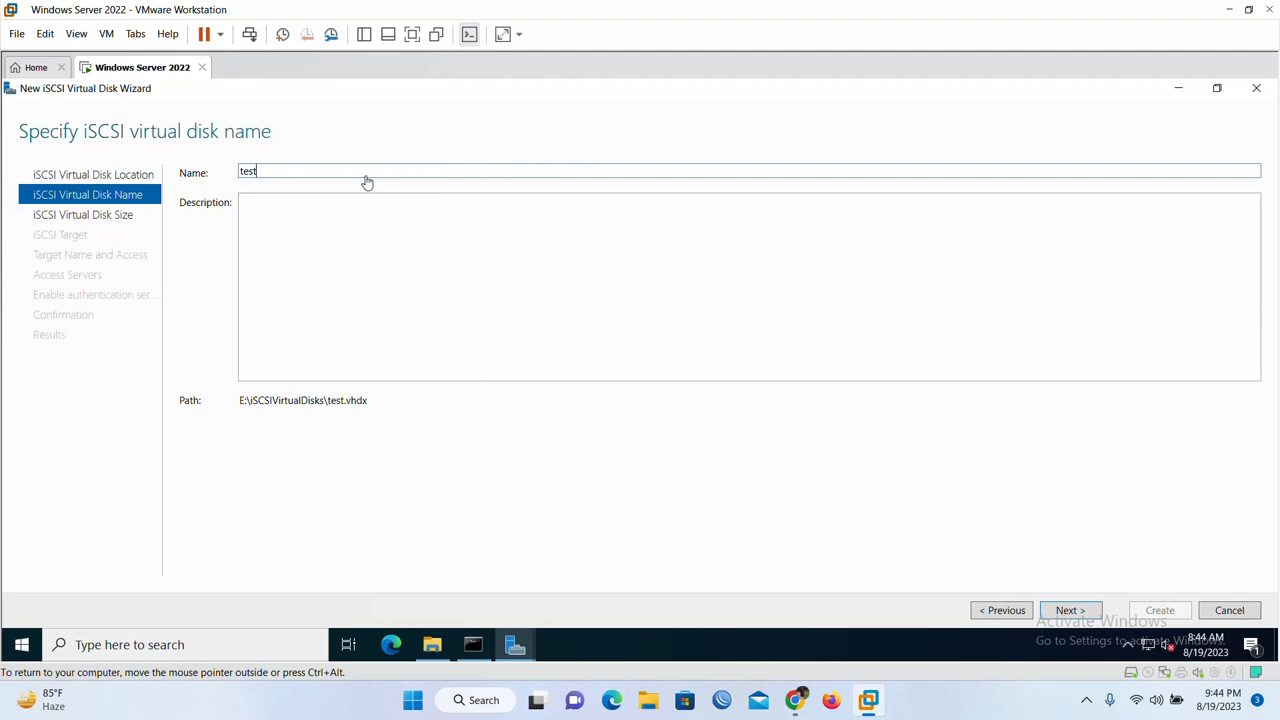 Windows Server 2022 - VMware Workstation
File Edit View VM Tabs Help
Home Windows Server 2022
New iSCSI Virtual Disk Wizard
Specify iSCSI virtual disk name
iSCSI Virtual Disk Location
iSCSI Virtual Disk Name
iSCSI Virtual Disk Size
iSCSI Target
Target Name and Access
Access Servers
Enable authentication ser...
Confirmation
Results
Name: test
Description:
Path: E:\iSCSIVirtualDisks\test.vhdx
< Previous Next > Create Cancel
Activate Windows
Go to Settings to activate Windows.
Type here to search
8:44 AM
8/19/2023
1
To return to your computer, move the mouse pointer outside or press Ctrl+Alt.
85°F
Haze
Search
9:44 PM
8/19/2023
3